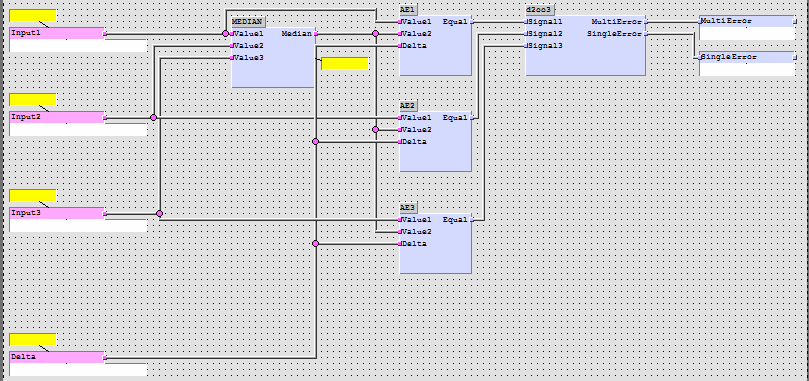 AE1
d2oo3
MEDIAN
Value1 Equal
Signal1 MultiError
MultiError
Input1
Value1 Median
Value2
Signal2 SingleError
Value2
Delta
Signal3
Value3
SingleError
AE2
Input2
Value1 Equal
Value2
Delta
AE3
Input3
Value1 Equal
Value2
Delta
Delta